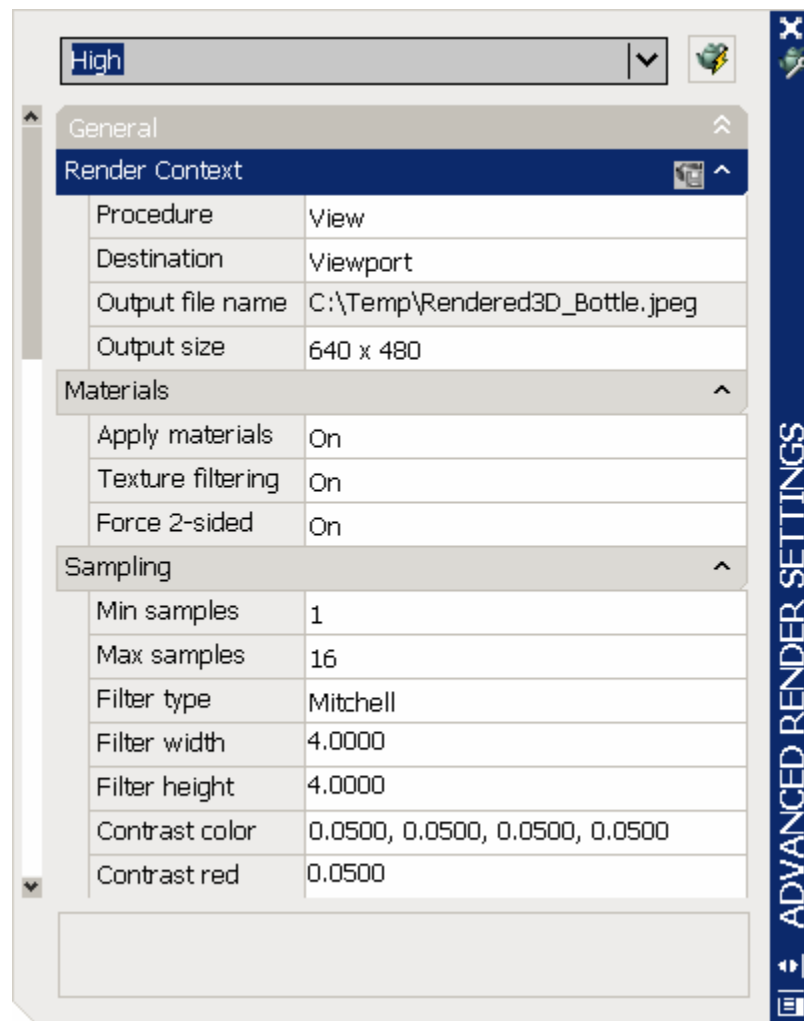 High
General
Render Context
Procedure View
Destination Viewport
Output file name C:\Temp\Rendered3D_Bottle.jpeg
Output size 640 x 480
Materials
Apply materials On
Texture filtering On
Force 2-sided On
Sampling
Min samples 1
Max samples 16
Filter type Mitchell
Filter width 4.0000
Filter height 4.0000
Contrast color 0.0500, 0.0500, 0.0500, 0.0500
Contrast red 0.0500
ADVANCED RENDER SETTINGS